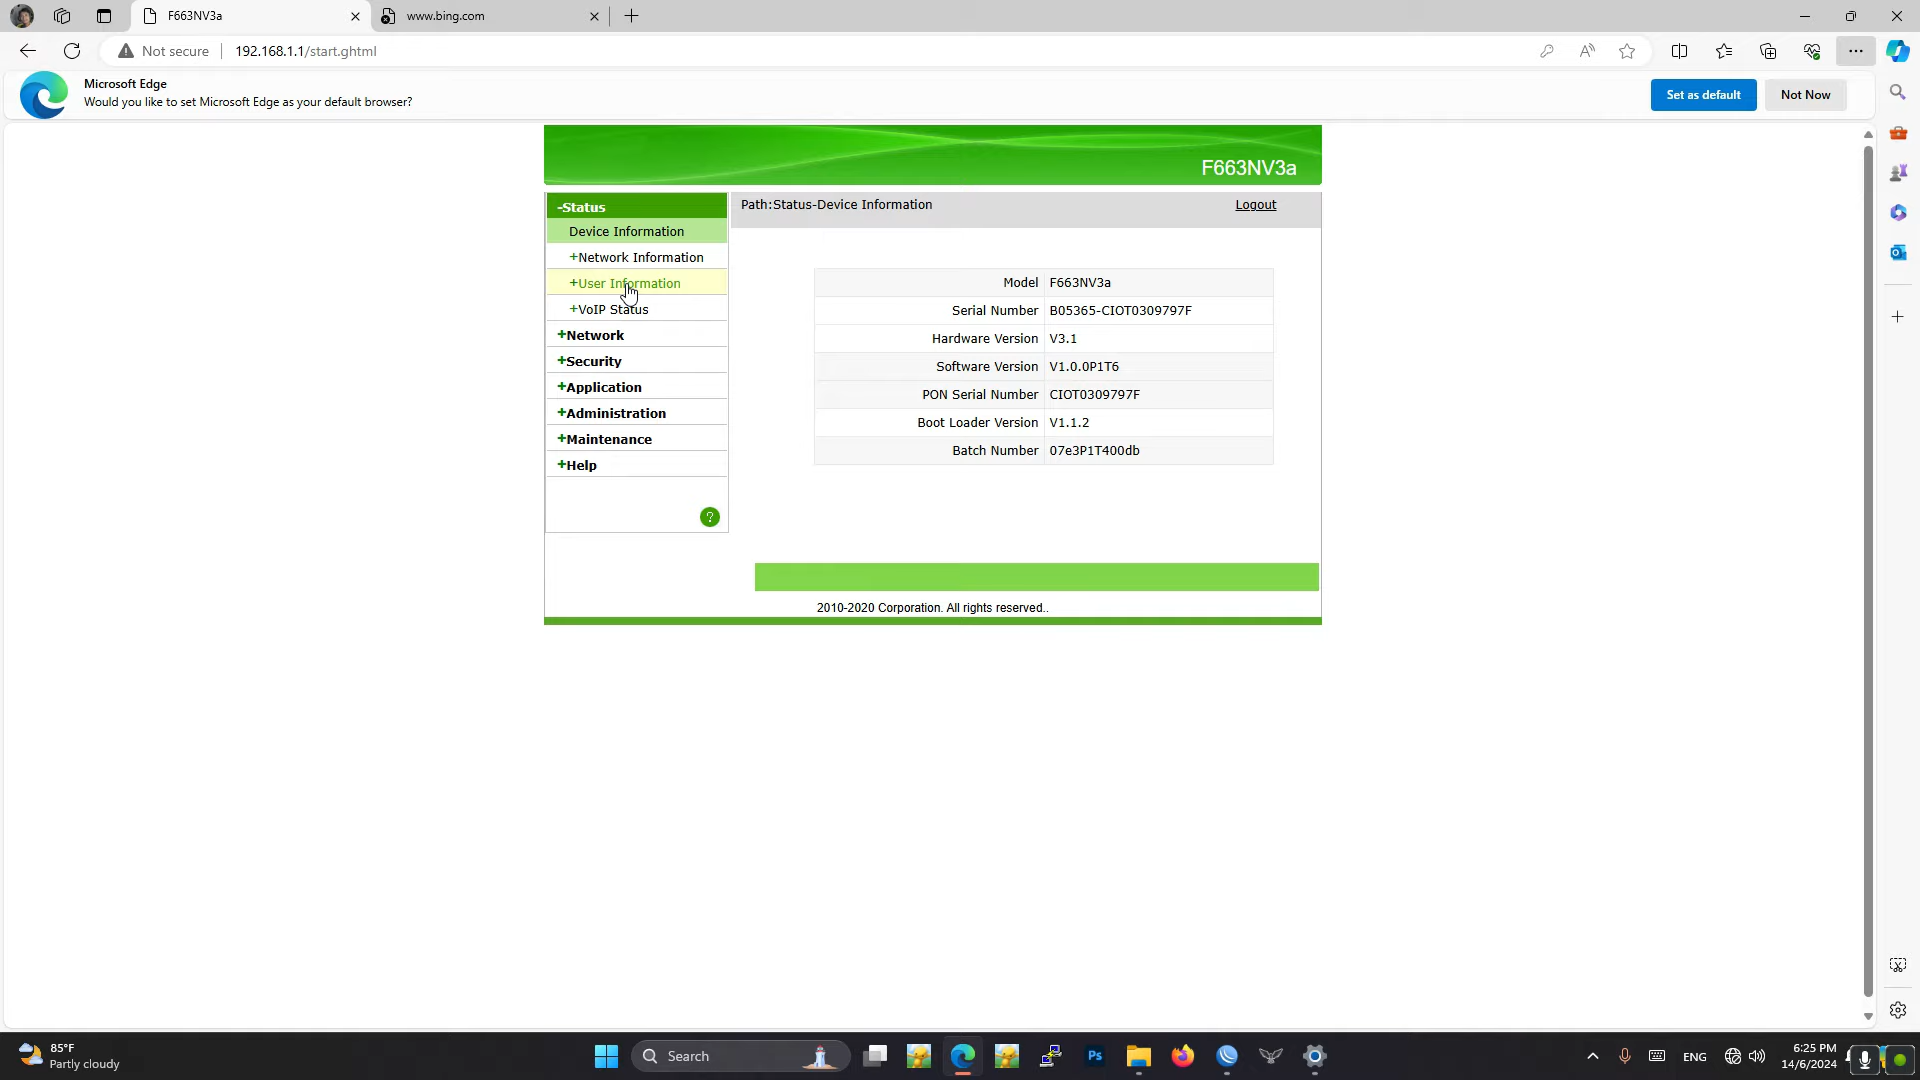 F663NV3a
www.bing.com
Not secure
192.168.1.1/start.ghtml
Microsoft Edge
Would you like to set Microsoft Edge as your default browser?
Set as default
Not Now
F663NV3a
-Status
Path:Status-Device Information
Logout
Device Information
+Network Information
+User Information
+VoIP Status
+Network
+Security
+Application
+Administration
+Maintenance
+Help
?
Model F663NV3a
Serial Number B05365-CIOT0309797F
Hardware Version V3.1
Software Version V1.0.0P1T6
PON Serial Number CIOT0309797F
Boot Loader Version V1.1.2
Batch Number 07e3P1T400db
2010-2020 Corporation. All rights reserved..
85°F
Partly cloudy
Search
Ps
ENG
6:25 PM
14/6/2024